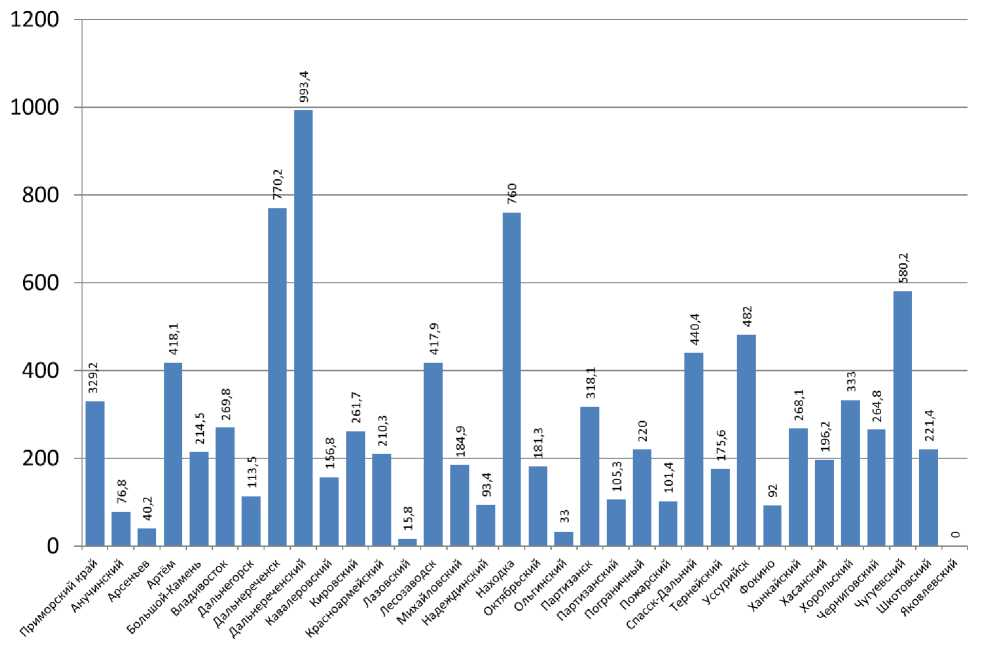 1200
1000
800
600
400
200
0
329,2
76,8
40,2
418,1
214,5
269,8
113,5
770,2
993,4
156,8
261,7
210,3
15,8
417,9
184,9
93,4
760
181,3
33
318,1
105,3
220
101,4
440,4
175,6
482
92
268,1
196,2
333
264,8
580,2
221,4
0
Приморский край
Анучинский
Арсеньев
Артём
Большой-Камень
Владивосток
Дальнегорск
Дальнереченск
Дальнереченский
Кавалеровский
Кировский
Красноармейский
Лазовский
Лесозаводск
Михайловский
Надеждинский
Находка
Октябрьский
Ольгинский
Партизанск
Партизанский
Пограничный
Пожарский
Спасск-Дальний
Тернейский
Уссурийск
Фокино
Ханкайский
Хасанский
Хорольский
Черниговский
Чугуевский
Шкотовский
Яковлевский